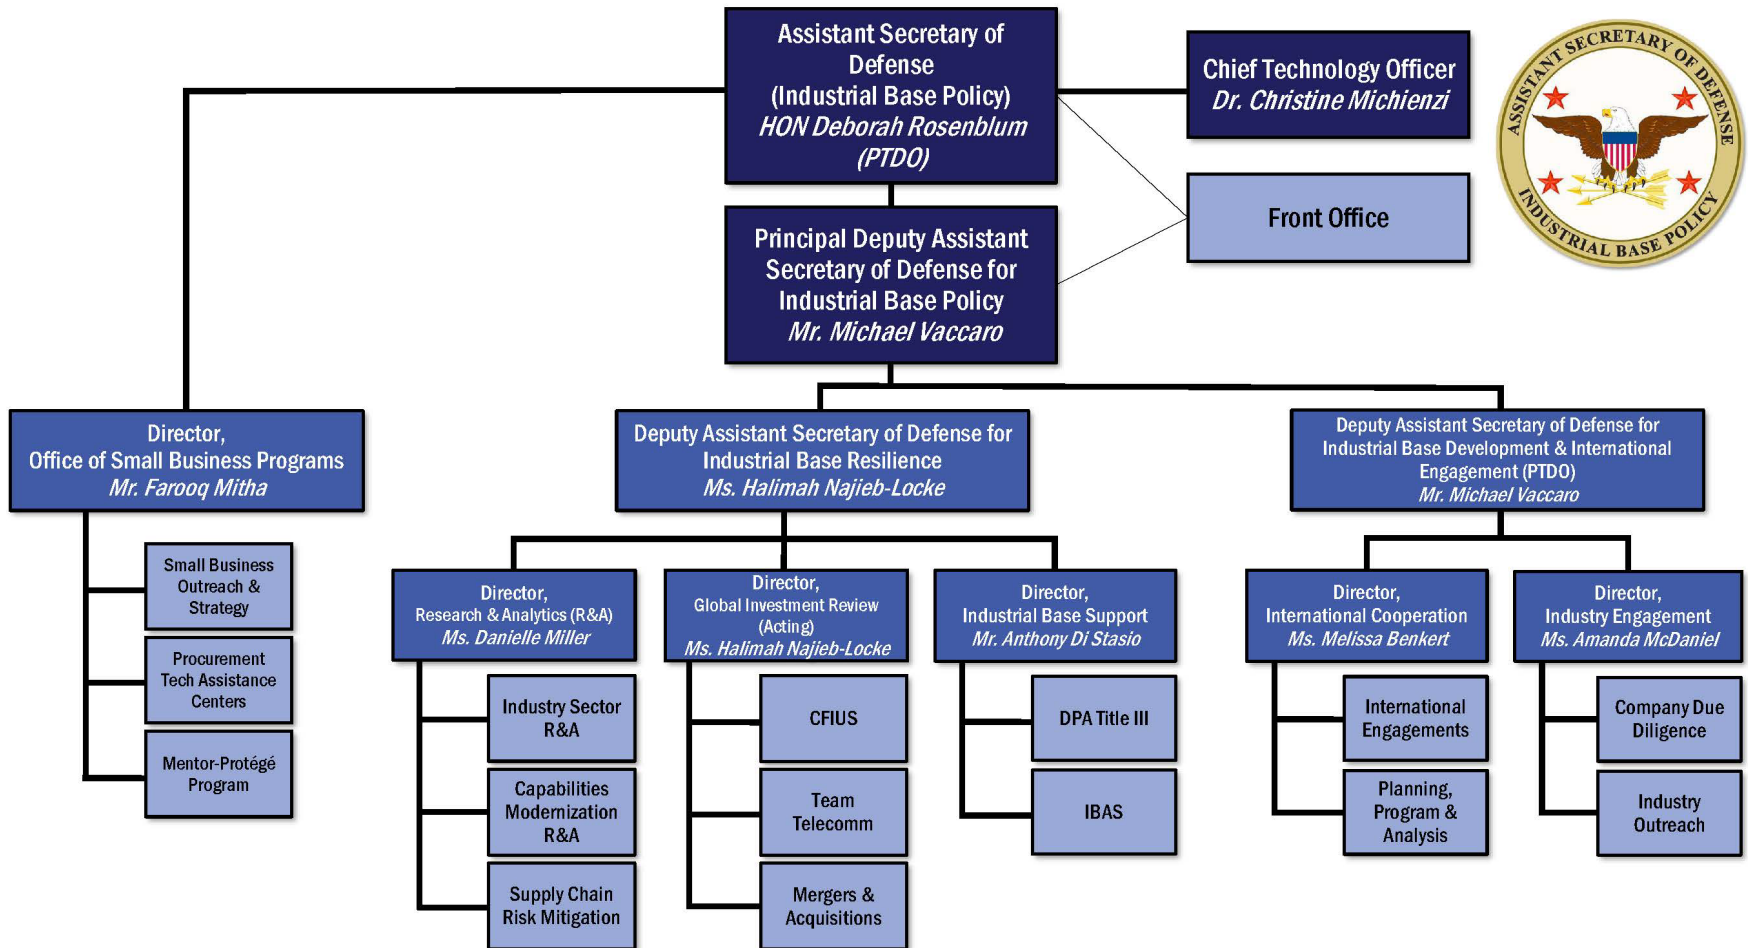 Assistant Secretary of
Defense
(Industrial Base Policy)
HON Deborah Rosenblum
(PTDO)
Chief Technology Officer
Dr. Christine Michienzi
ASSISTANT SECRETARY OF DEFENSE
INDUSTRIAL BASE POLICY
Front Office
Principal Deputy Assistant
Secretary of Defense for
Industrial Base Policy
Mr. Michael Vaccaro
Director,
Office of Small Business Programs
Mr. Farooq Mitha
Deputy Assistant Secretary of Defense for
Industrial Base Resilience
Ms. Halimah Najieb-Locke
Deputy Assistant Secretary of Defense for
Industrial Base Development & International
Engagement (PTDO)
Mr. Michael Vaccaro
Small Business
Outreach &
Strategy
Procurement
Tech Assistance
Centers
Mentor-Protégé
Program
Director,
Research & Analytics (R&A)
Ms. Danielle Miller
Director,
Global Investment Review
(Acting)
Ms. Halimah Najieb-Locke
Director,
Industrial Base Support
Mr. Anthony Di Stasio
Director,
International Cooperation
Ms. Melissa Benkert
Director,
Industry Engagement
Ms. Amanda McDaniel
Industry Sector
R&A
Capabilities
Modernization
R&A
Supply Chain
Risk Mitigation
CFIUS
Team
Telecomm
Mergers &
Acquisitions
DPA Title III
IBAS
International
Engagements
Planning,
Program &
Analysis
Company Due
Diligence
Industry
Outreach